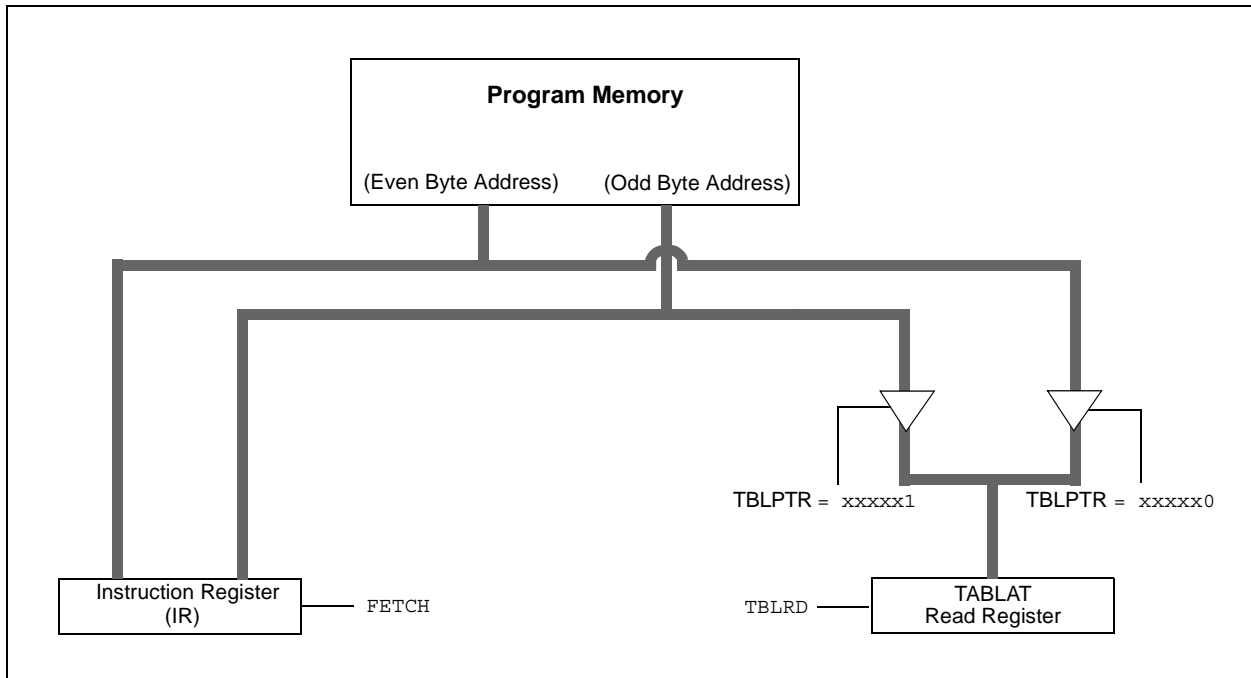 Program Memory
(Even Byte Address) (Odd Byte Address)
TBLPTR = xxxxx1 TBLPTR = xxxxx0
Instruction Register
(IR)
FETCH
TBLRD
TABLAT
Read Register